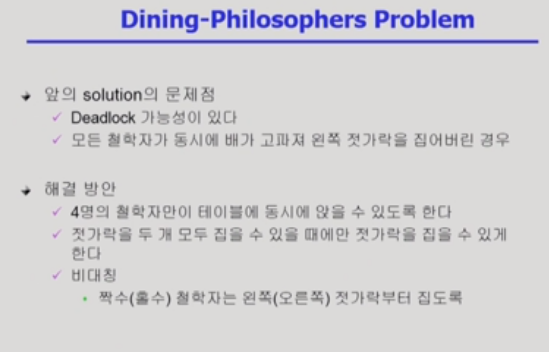 Dining-Philosophers Problem
앞의 solution의 문제점
Deadlock 가능성이 있다
모든 철학자가 동시에 배가 고파져 왼쪽 젓가락을 집어버린 경우
해결 방안
4명의 철학자만이 테이블에 동시에 앉을 수 있도록 한다
젓가락을 두 개 모두 집을 수 있을 때에만 젓가락을 집을 수 있게
한다
비대칭
짝수(홀수) 철학자는 왼쪽(오른쪽) 젓가락부터 집도록